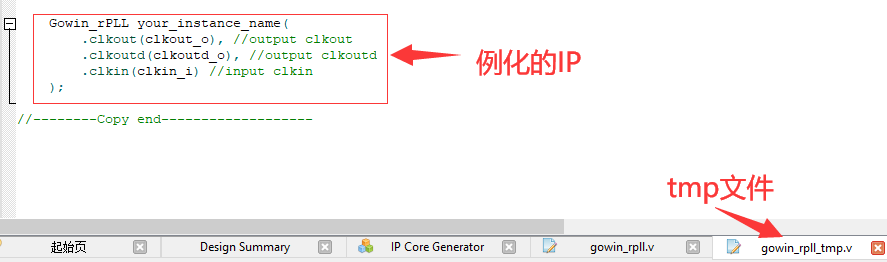 Gowin_rPLL your_instance_name(
.clkout(clkout_o), //output clkout
.clkoutd(clkoutd_o), //output clkoutd
.clkin(clkin_i) //input clkin
);
例化的IP
//--------Copy end-------------------
tmp文件
起始页
Design Summary
IP Core Generator
gowin_rpll.v
gowin_rpll_tmp.v